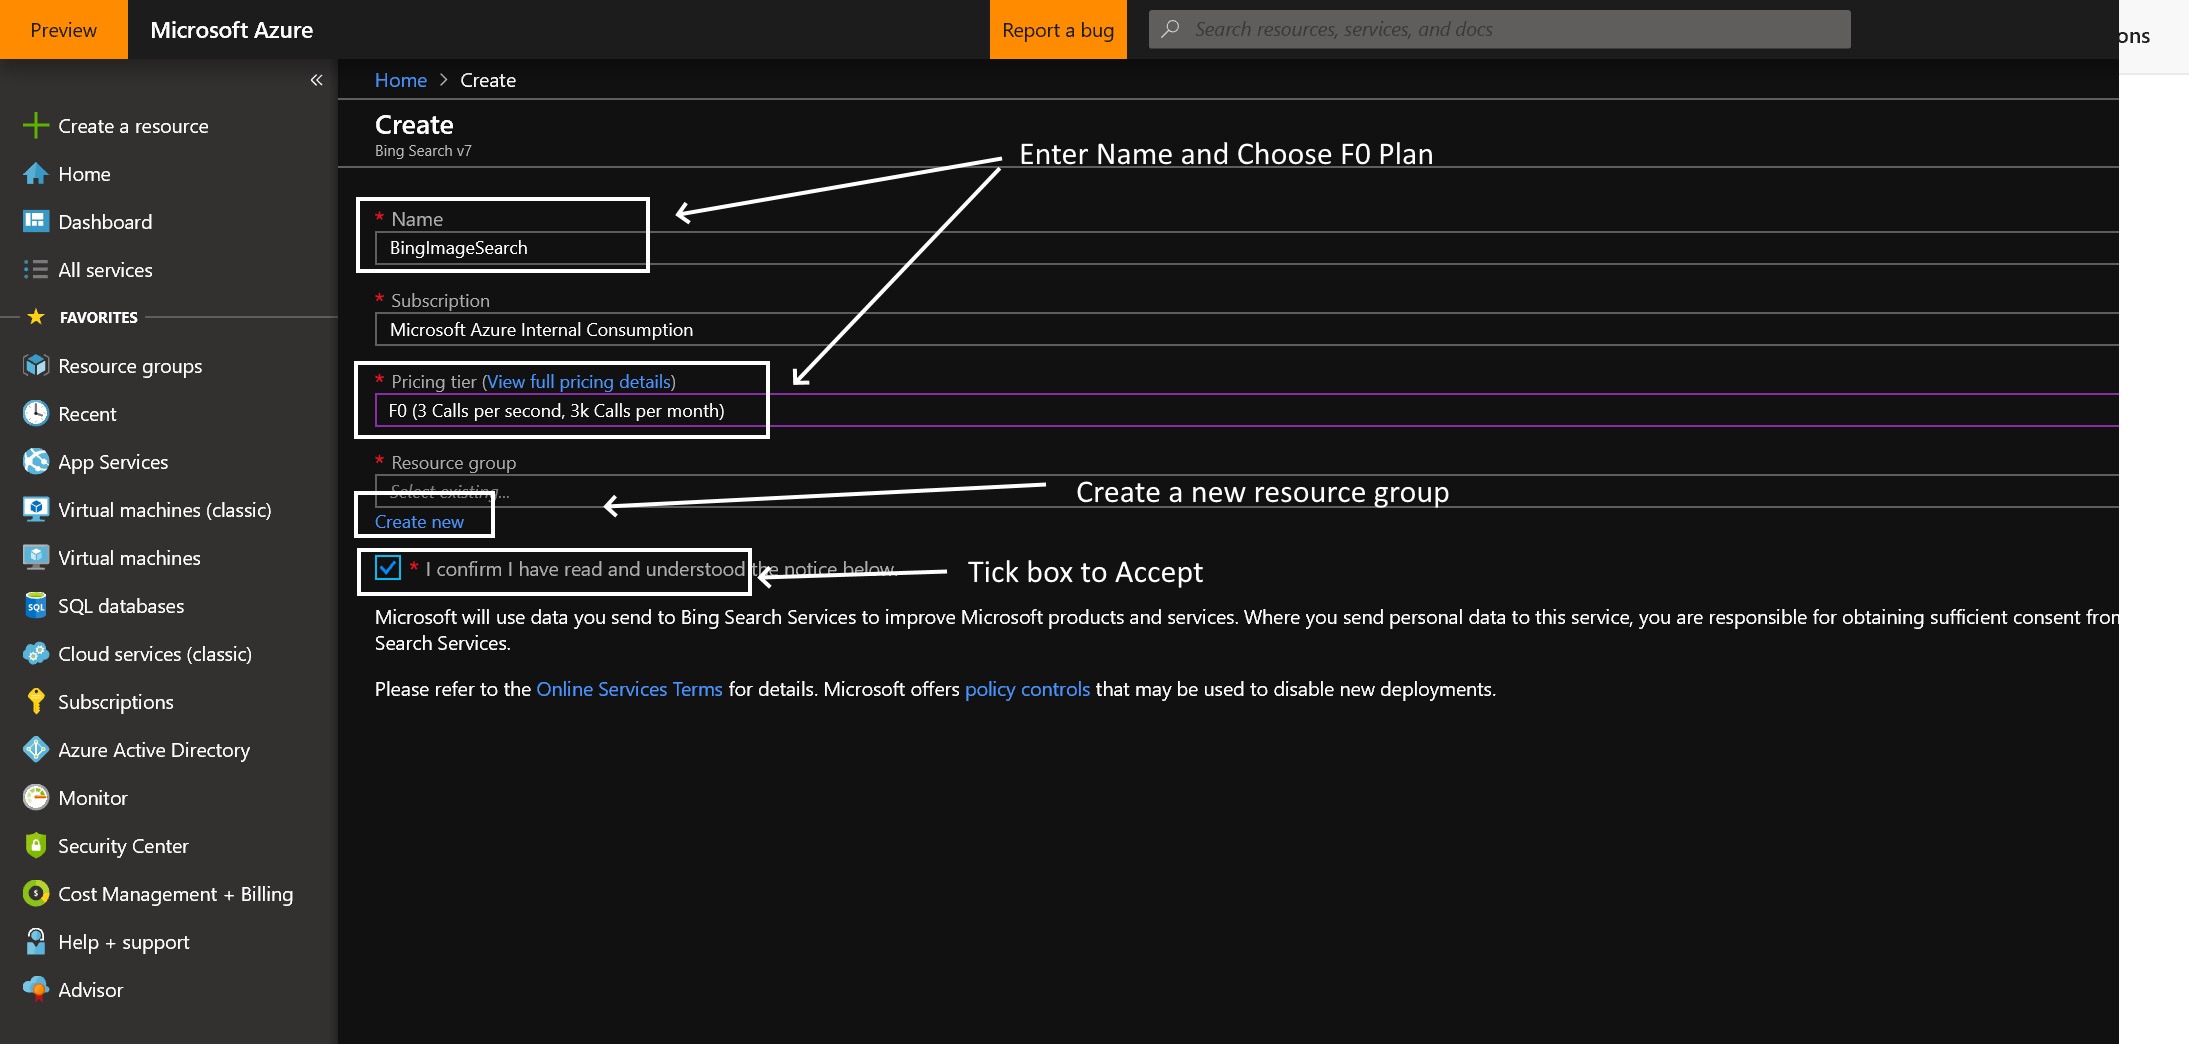 Preview
Microsoft Azure
Report a bug
Search resources, services, and docs
ons
«
Home > Create
Create a resource
Home
Dashboard
All services
FAVORITES
Resource groups
Recent
App Services
Virtual machines (classic)
Virtual machines
SQL databases
Cloud services (classic)
Subscriptions
Azure Active Directory
Monitor
Security Center
Cost Management + Billing
Help + support
Advisor
Create
Bing Search v7
Enter Name and Choose F0 Plan
* Name
BingImageSearch
* Subscription
Microsoft Azure Internal Consumption
* Pricing tier (View full pricing details)
F0 (3 Calls per second, 3k Calls per month)
* Resource group
Select existing...
Create new
Create a new resource group
* I confirm I have read and understood the notice below.
Tick box to Accept
Microsoft will use data you send to Bing Search Services to improve Microsoft products and services. Where you send personal data to this service, you are responsible for obtaining sufficient consent from
Search Services.
Please refer to the Online Services Terms for details. Microsoft offers policy controls that may be used to disable new deployments.